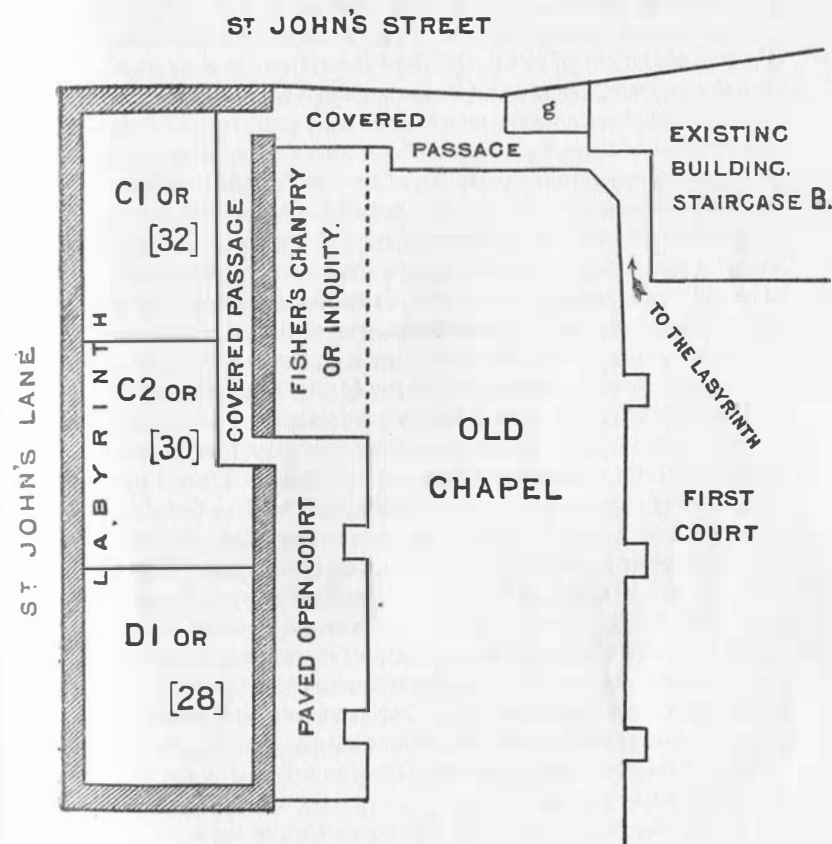 ST JOHN'S STREET
COVERED
PASSAGE
g
EXISTING
BUILDING.
STAIRCASE B.
C1 OR
[32]
COVERED PASSAGE
FISHER'S CHANTRY
OR INIQUITY.
TO THE LABYRINTH
ST JOHN'S LANE
LABYRINTH
C2 OR
[30]
OLD
CHAPEL
FIRST
COURT
PAVED OPEN COURT
D1 OR
[28]